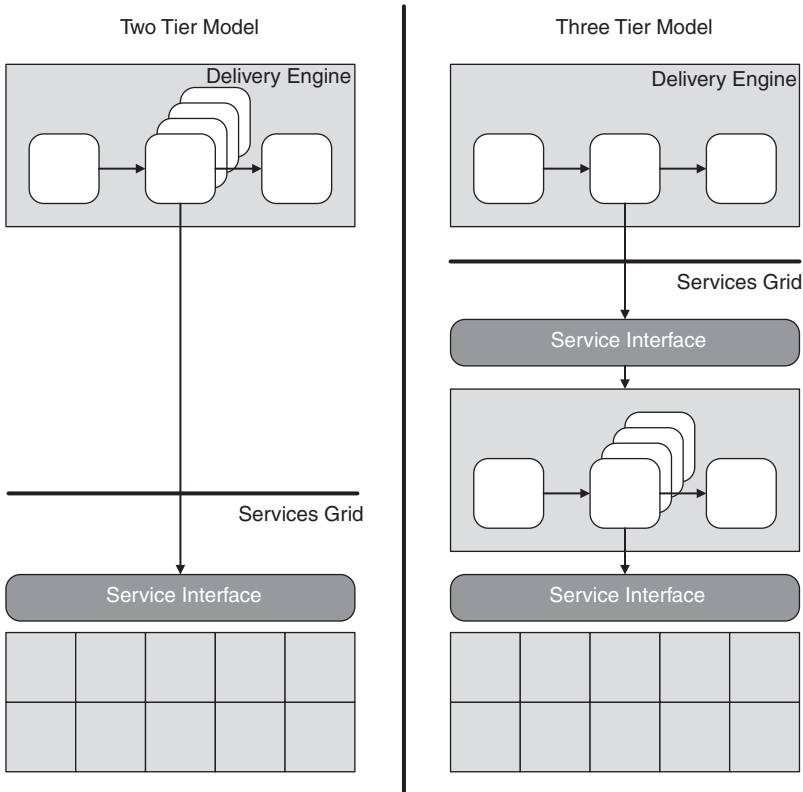 Two Tier Model
Delivery Engine
Services Grid
Service Interface
Three Tier Model
Delivery Engine
Services Grid
Service Interface
Service Interface